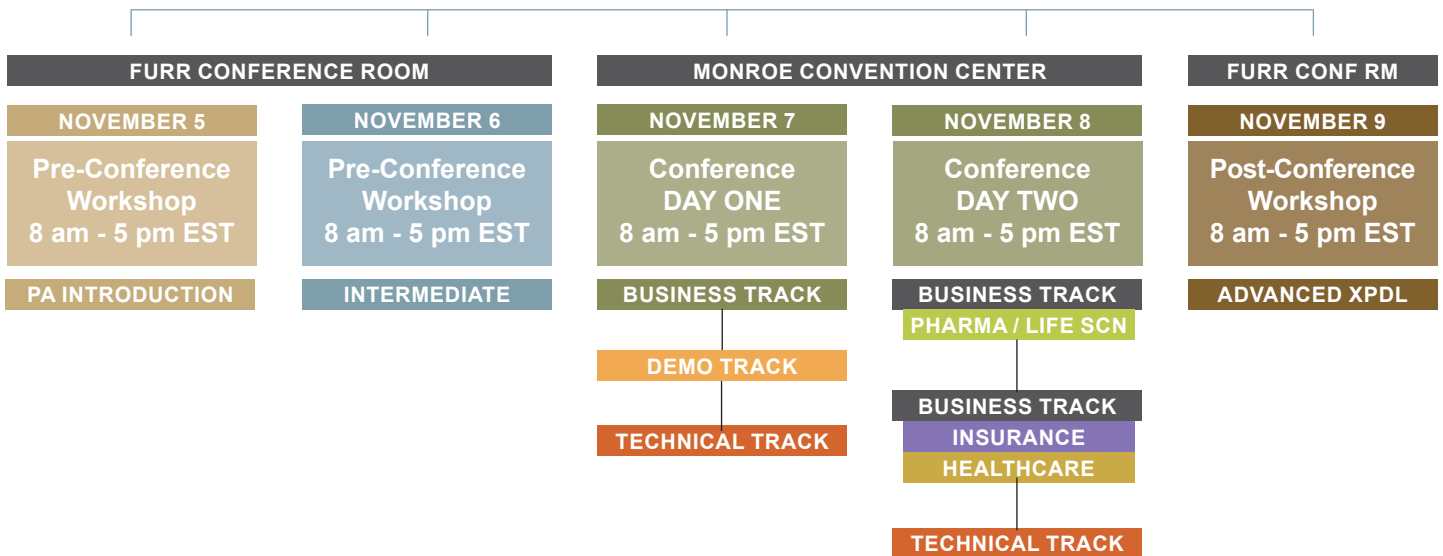 FURR CONFERENCE ROOM
MONROE CONVENTION CENTER
FURR CONF RM
NOVEMBER 5
Pre-Conference
Workshop
8 am - 5 pm EST
PA INTRODUCTION
NOVEMBER 6
Pre-Conference
Workshop
8 am - 5 pm EST
INTERMEDIATE
NOVEMBER 7
Conference
DAY ONE
8 am - 5 pm EST
BUSINESS TRACK
DEMO TRACK
TECHNICAL TRACK
NOVEMBER 8
Conference
DAY TWO
8 am - 5 pm EST
BUSINESS TRACK
PHARMA / LIFE SCN
BUSINESS TRACK
INSURANCE
HEALTHCARE
TECHNICAL TRACK
NOVEMBER 9
Post-Conference
Workshop
8 am - 5 pm EST
ADVANCED XPDL